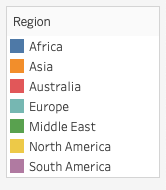 Region
Africa
Asia
Australia
Europe
Middle East
North America
South America